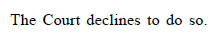 The Court declines to do so.